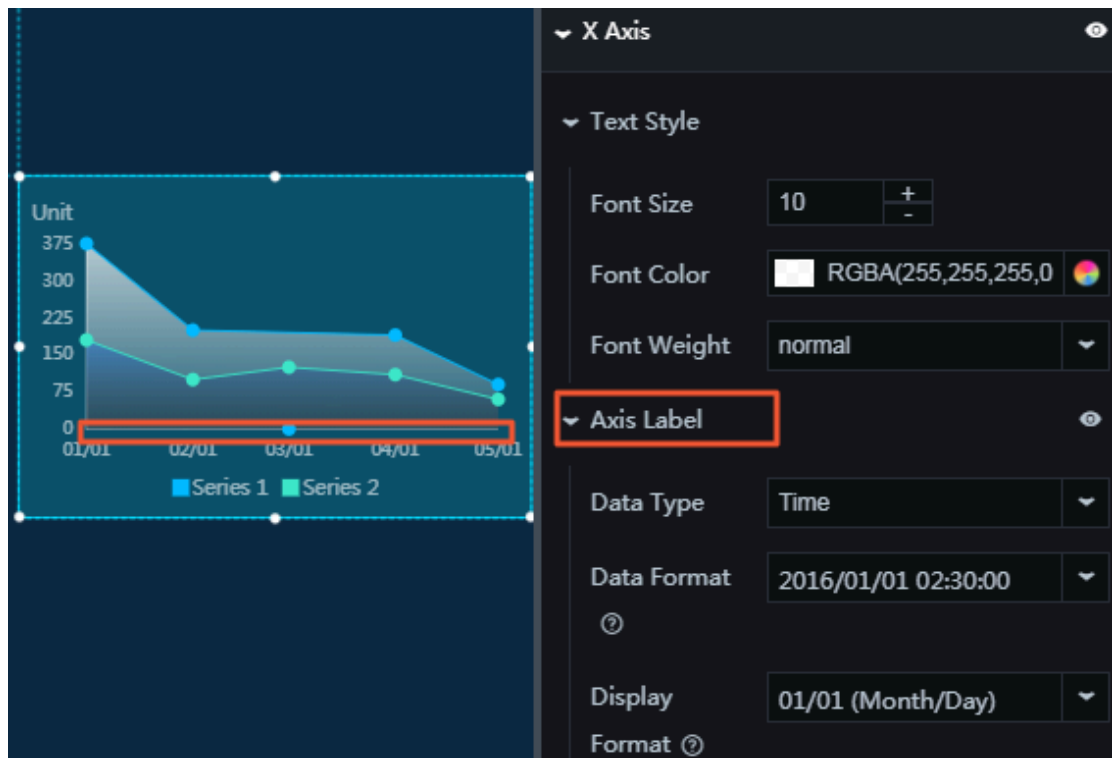 Unit
375
300
225
150
75
0
01/01 02/01 03/01 04/01 05/01
Series 1 Series 2
X Axis
Text Style
Font Size 10 + -
Font Color RGBA(255,255,255,0
Font Weight normal
Axis Label
Data Type Time
Data Format 2016/01/01 02:30:00
?
Display 01/01 (Month/Day)
Format ?